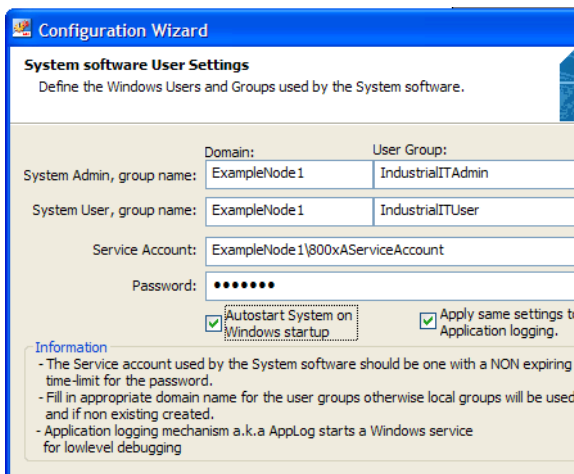 Configuration Wizard
System software User Settings
Define the Windows Users and Groups used by the System software.
Domain: User Group:
System Admin, group name: ExampleNode1 IndustrialITAdmin
System User, group name: ExampleNode1 IndustrialITUser
Service Account: ExampleNode1\800xAServiceAccount
Password: •••••••
Autostart System on Apply same settings to
Windows startup Application logging.
Information
- The Service account used by the System software should be one with a NON expiring
time-limit for the password.
- Fill in appropriate domain name for the user groups otherwise local groups will be used
and if non existing created.
- Application logging mechanism a.k.a AppLog starts a Windows service
for lowlevel debugging